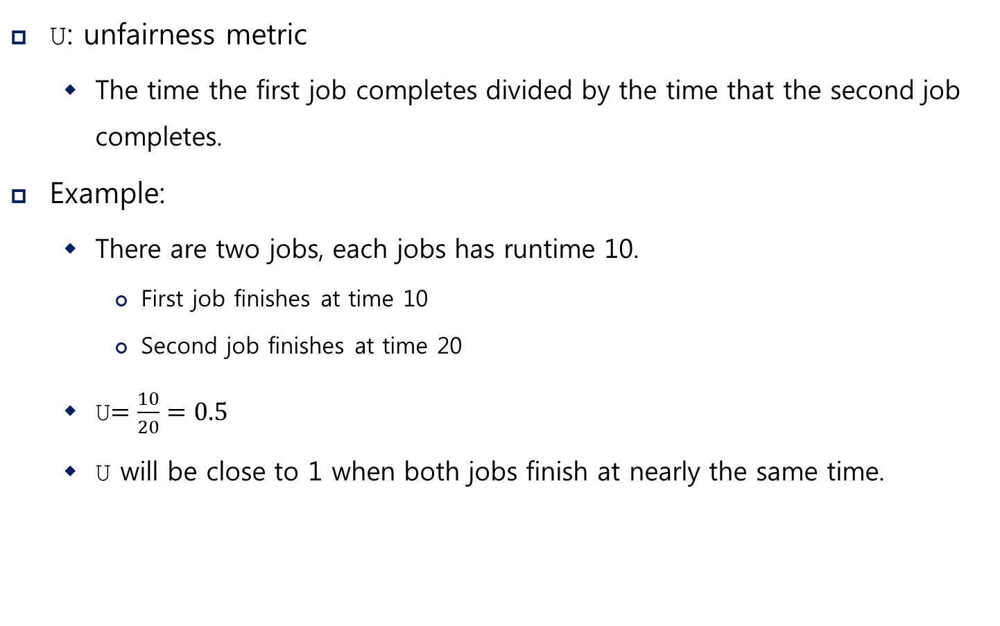 U: unfairness metric
The time the first job completes divided by the time that the second job
completes.
Example:
There are two jobs, each jobs has runtime 10.
First job finishes at time 10
Second job finishes at time 20
U= 10/20 = 0.5
U will be close to 1 when both jobs finish at nearly the same time.